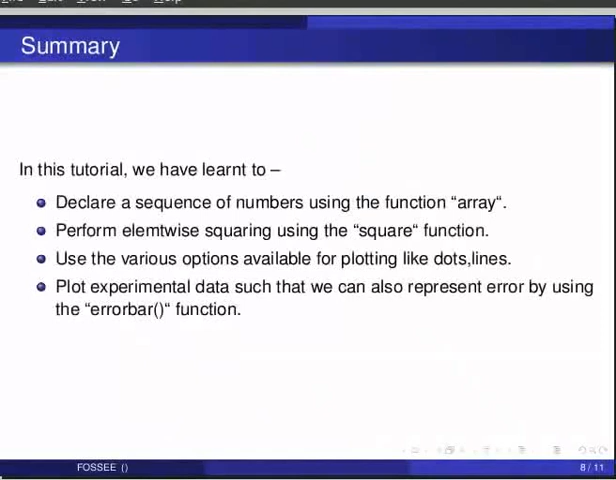 Summary
In this tutorial, we have learnt to –
Declare a sequence of numbers using the function “array“.
Perform elemtwise squaring using the “square“ function.
Use the various options available for plotting like dots,lines.
Plot experimental data such that we can also represent error by using
the “errorbar()“ function.
FOSSEE ()
8 / 11